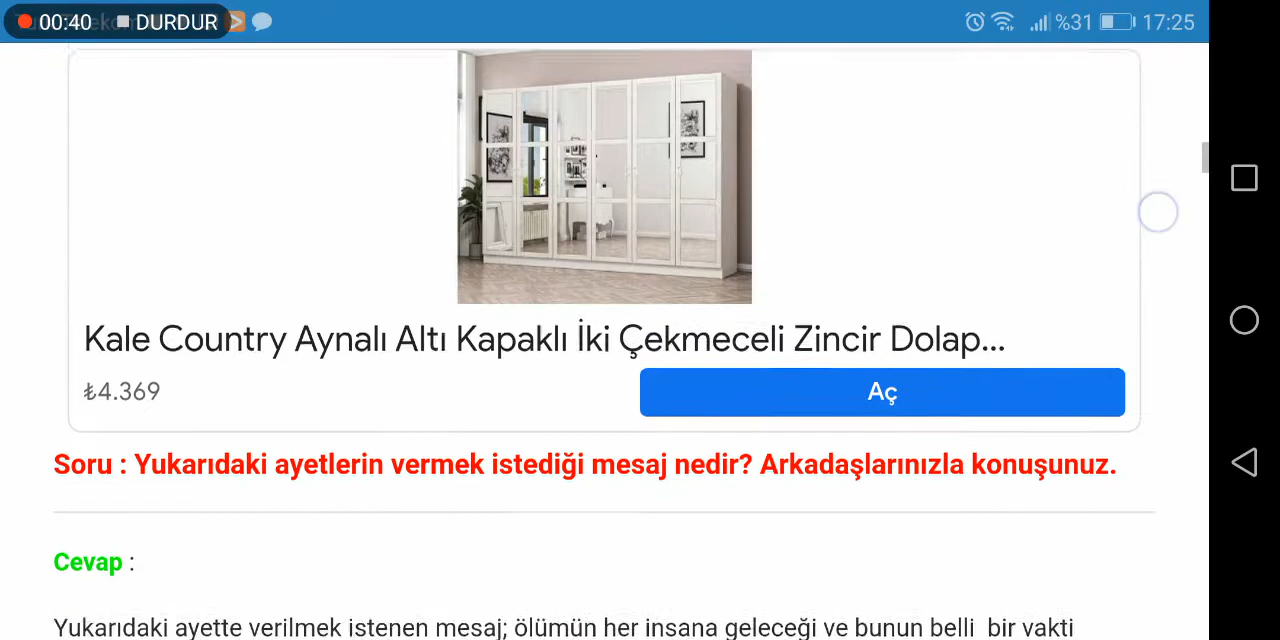 00:40 DURDUR %31 17:25
Kale Country Aynalı Altı Kapaklı İki Çekmeceli Zincir Dolap...
₺4.369
Aç
Soru : Yukarıdaki ayetlerin vermek istediği mesaj nedir? Arkadaşlarınızla konuşunuz.
Cevap :
Yukarıdaki ayette verilmek istenen mesaj; ölümün her insana geleceği ve bunun belli bir vakti